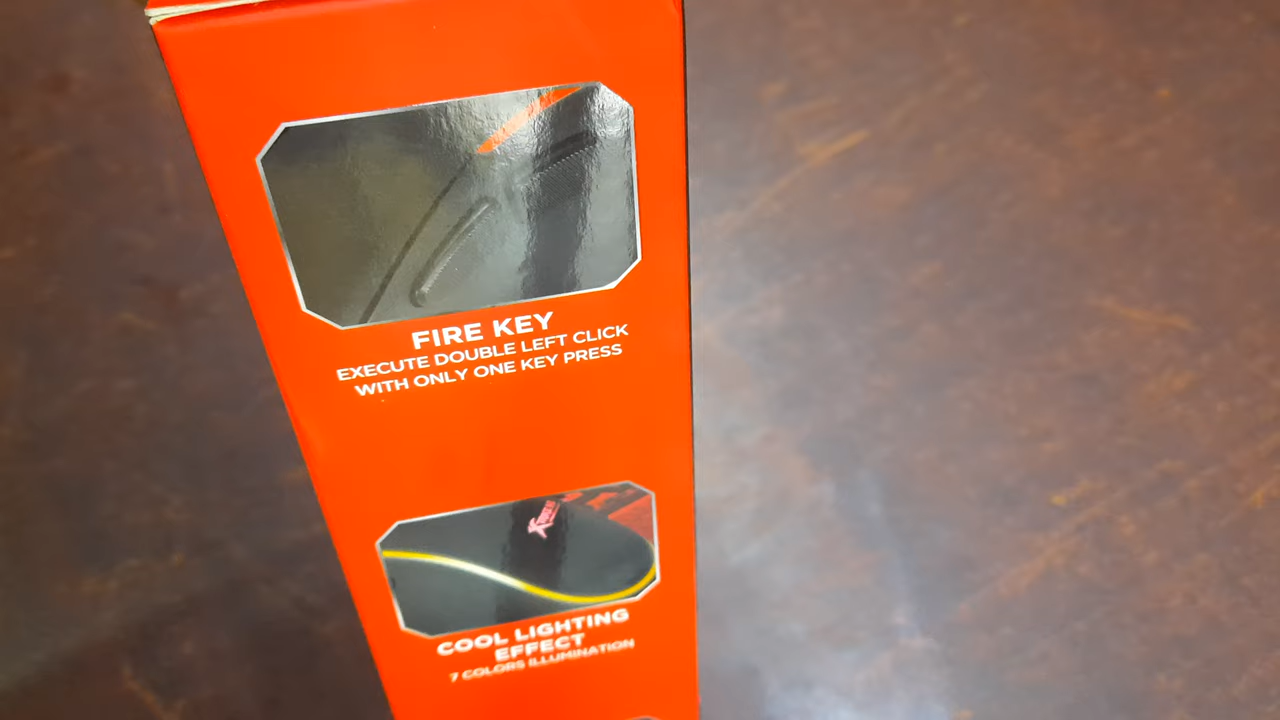 FIRE KEY
EXECUTE DOUBLE LEFT CLICK
WITH ONLY ONE KEY PRESS
COOL LIGHTING
EFFECT
7 COLORS ILLUMINATION